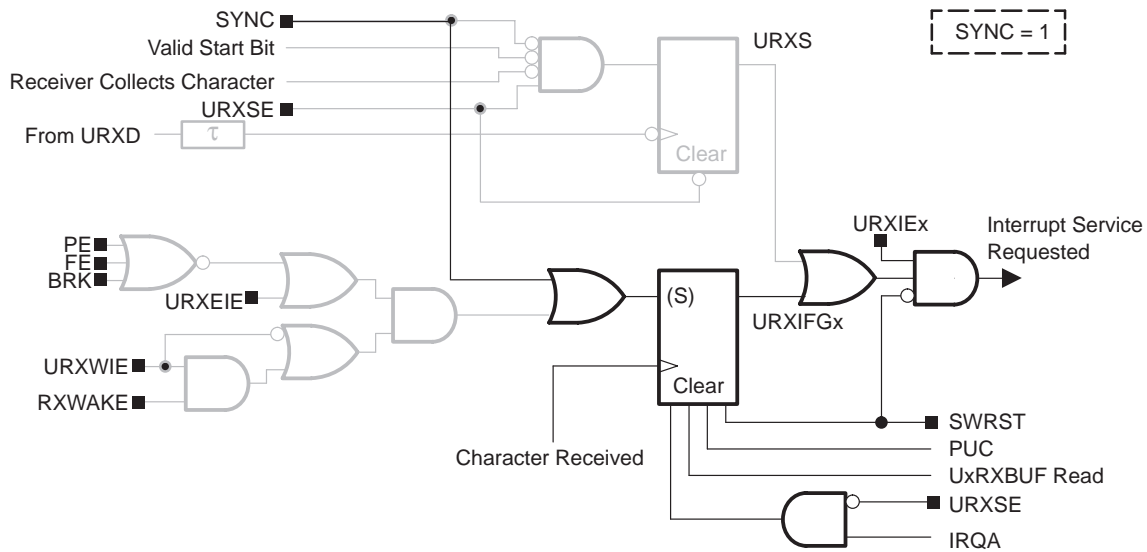 SYNC
SYNC = 1
Valid Start Bit
URXS
Receiver Collects Character
URXSE
From URXD
τ
Clear
PE
FE
BRK
URXEIE
URXWIE
RXWAKE
URXIEx
Interrupt Service
Requested
(S)
URXIFGx
Clear
Character Received
SWRST
PUC
UxRXBUF Read
URXSE
IRQA